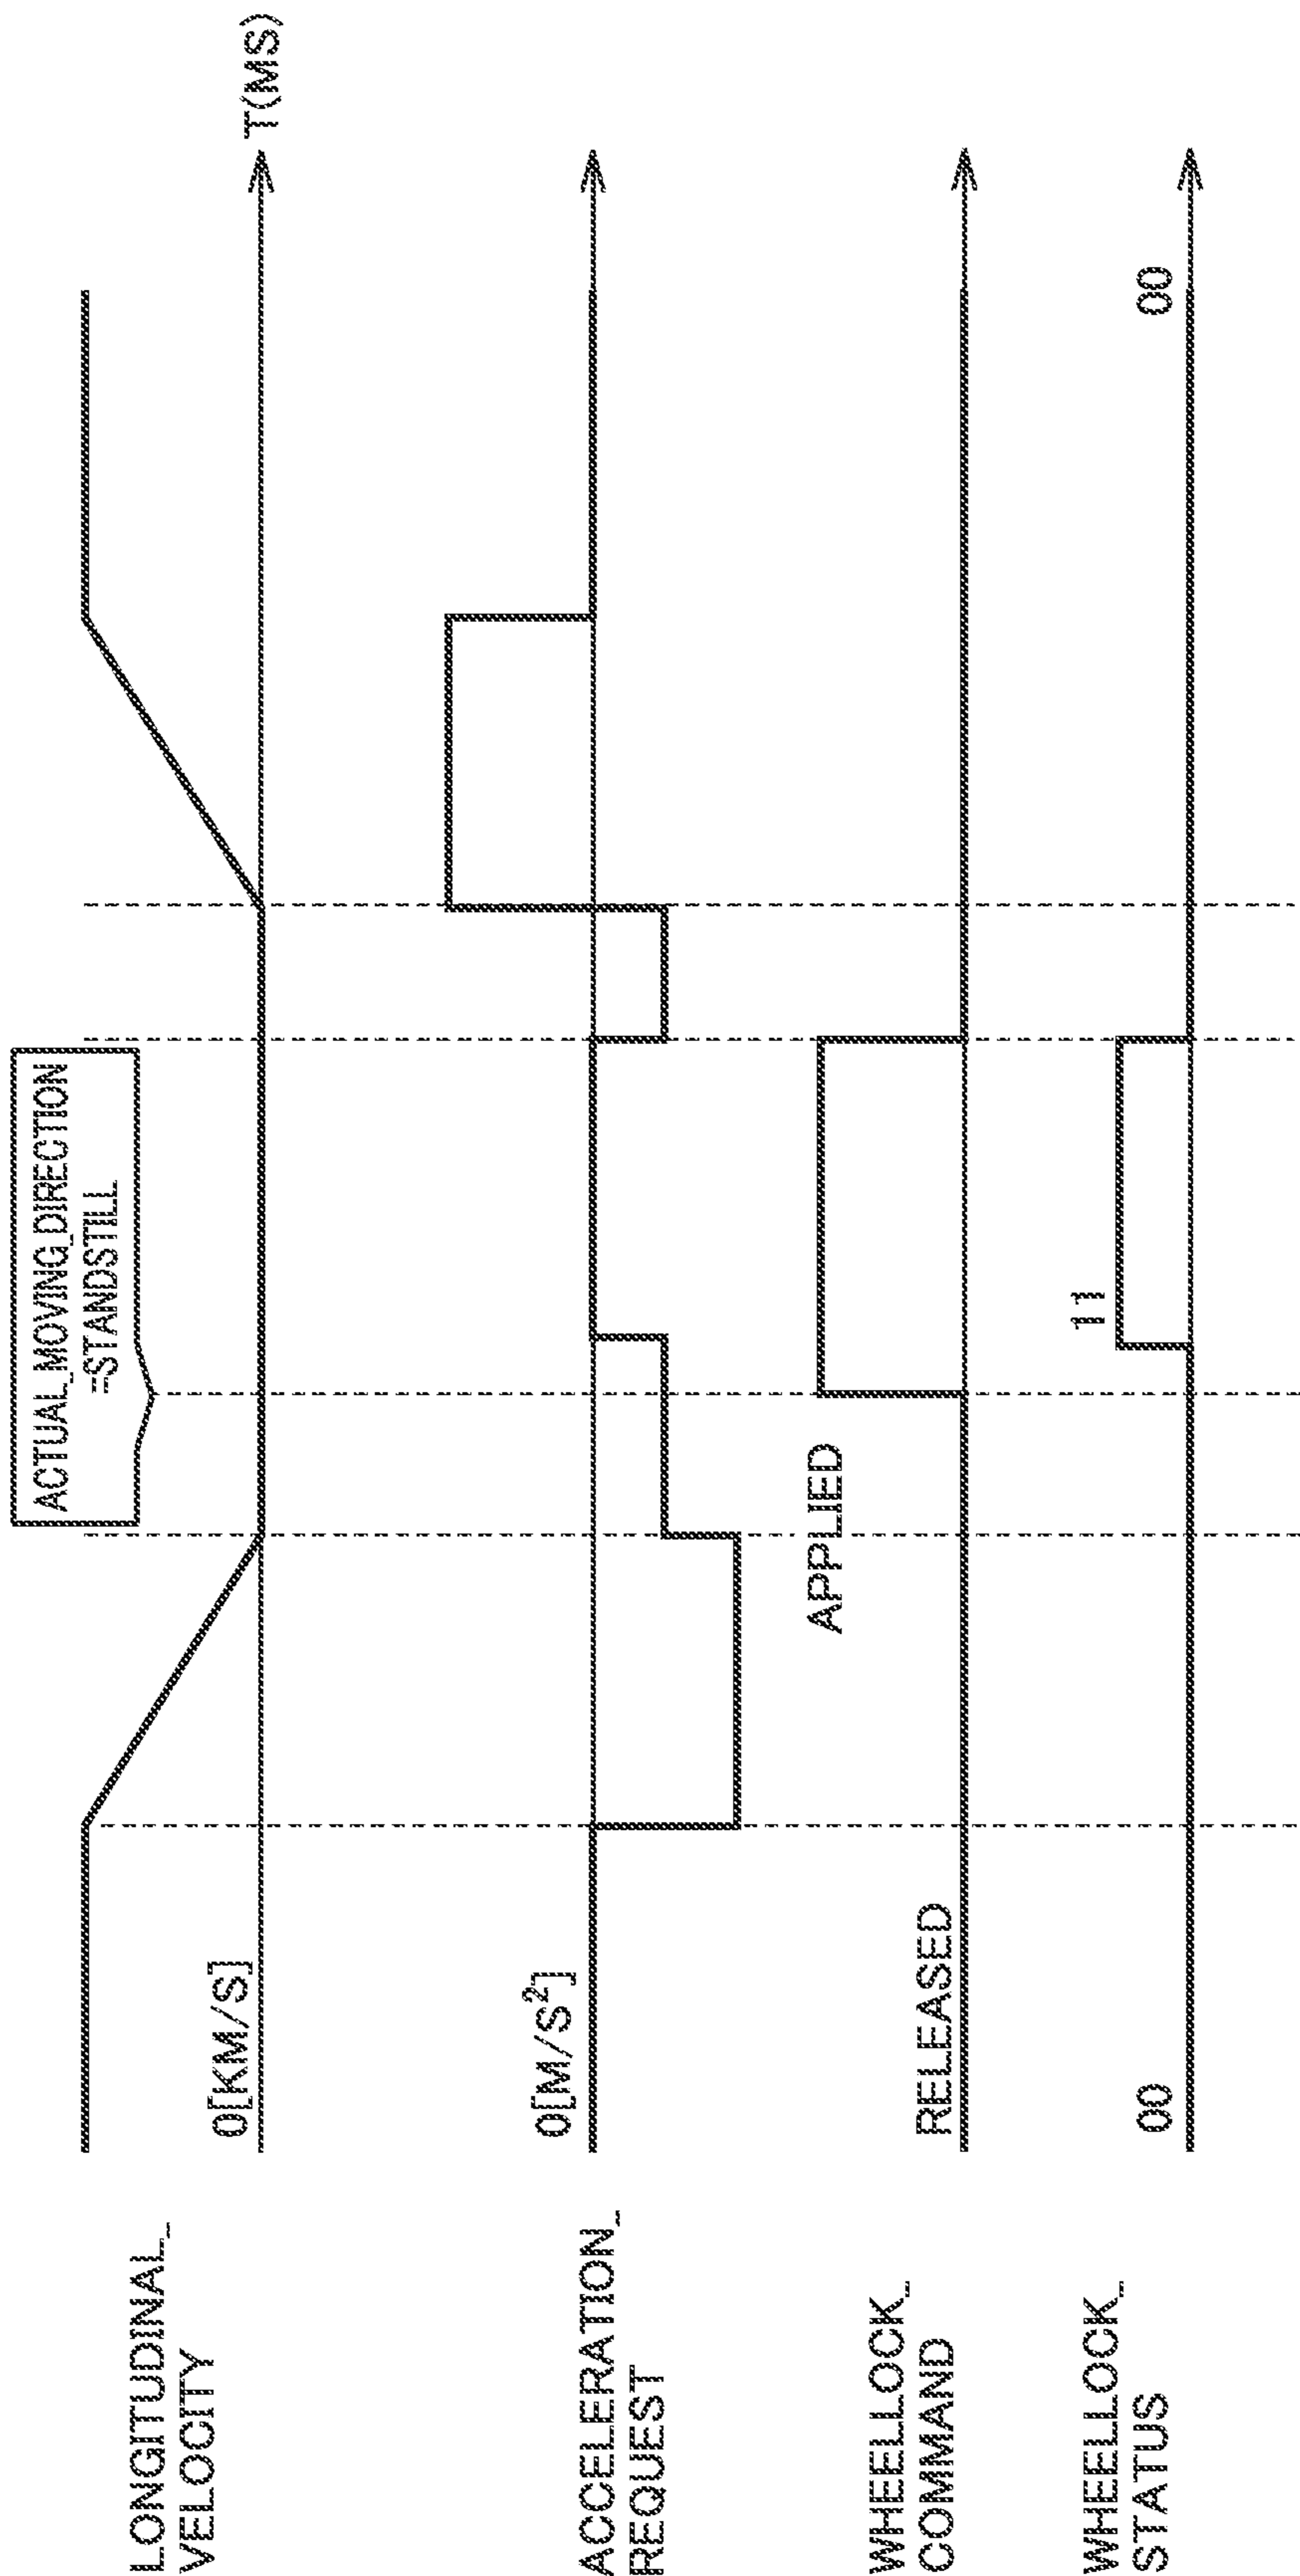 ACTUAL_MOVING_DIRECTION
=STANDSTILL
LONGITUDINAL_
VELOCITY
0[KM/S]
T(MS)
ACCELERATION_
REQUEST
0[M/S²]
WHEELLOCK_
COMMAND
RELEASED
APPLIED
WHEELLOCK_
STATUS
00
11
00